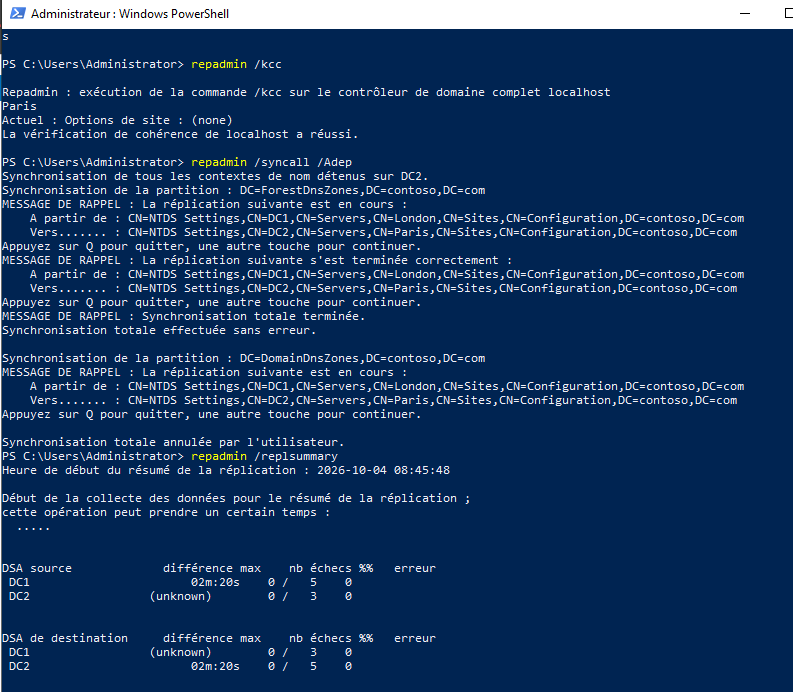 Administrateur : Windows PowerShell
s
PS C:\Users\Administrator> repadmin /kcc
Repadmin : exécution de la commande /kcc sur le contrôleur de domaine complet localhost
Paris
Actuel : Options de site : (none)
La vérification de cohérence de localhost a réussi.
PS C:\Users\Administrator> repadmin /syncall /Adep
Synchronisation de tous les contextes de nom détenus sur DC2.
Synchronisation de la partition : DC=ForestDnsZones,DC=contoso,DC=com
MESSAGE DE RAPPEL : La réplication suivante est en cours :
    A partir de : CN=NTDS Settings,CN=DC1,CN=Servers,CN=London,CN=Sites,CN=Configuration,DC=contoso,DC=com
    Vers....... : CN=NTDS Settings,CN=DC2,CN=Servers,CN=Paris,CN=Sites,CN=Configuration,DC=contoso,DC=com
Appuyez sur Q pour quitter, une autre touche pour continuer.
MESSAGE DE RAPPEL : La réplication suivante s'est terminée correctement :
    A partir de : CN=NTDS Settings,CN=DC1,CN=Servers,CN=London,CN=Sites,CN=Configuration,DC=contoso,DC=com
    Vers....... : CN=NTDS Settings,CN=DC2,CN=Servers,CN=Paris,CN=Sites,CN=Configuration,DC=contoso,DC=com
Appuyez sur Q pour quitter, une autre touche pour continuer.
MESSAGE DE RAPPEL : Synchronisation totale terminée.
Synchronisation totale effectuée sans erreur.
Synchronisation de la partition : DC=DomainDnsZones,DC=contoso,DC=com
MESSAGE DE RAPPEL : La réplication suivante est en cours :
    A partir de : CN=NTDS Settings,CN=DC1,CN=Servers,CN=London,CN=Sites,CN=Configuration,DC=contoso,DC=com
    Vers....... : CN=NTDS Settings,CN=DC2,CN=Servers,CN=Paris,CN=Sites,CN=Configuration,DC=contoso,DC=com
Appuyez sur Q pour quitter, une autre touche pour continuer.
Synchronisation totale annulée par l'utilisateur.
PS C:\Users\Administrator> repadmin /replsummary
Heure de début du résumé de la réplication : 2026-10-04 08:45:48
Début de la collecte des données pour le résumé de la réplication ;
cette opération peut prendre un certain temps :
  .....
DSA source             différence max    nb échecs %%   erreur
 DC1                       02m:20s    0 /   5    0
 DC2                 (unknown)        0 /   3    0
DSA de destination     différence max    nb échecs %%   erreur
 DC1                 (unknown)        0 /   3    0
 DC2                       02m:20s    0 /   5    0